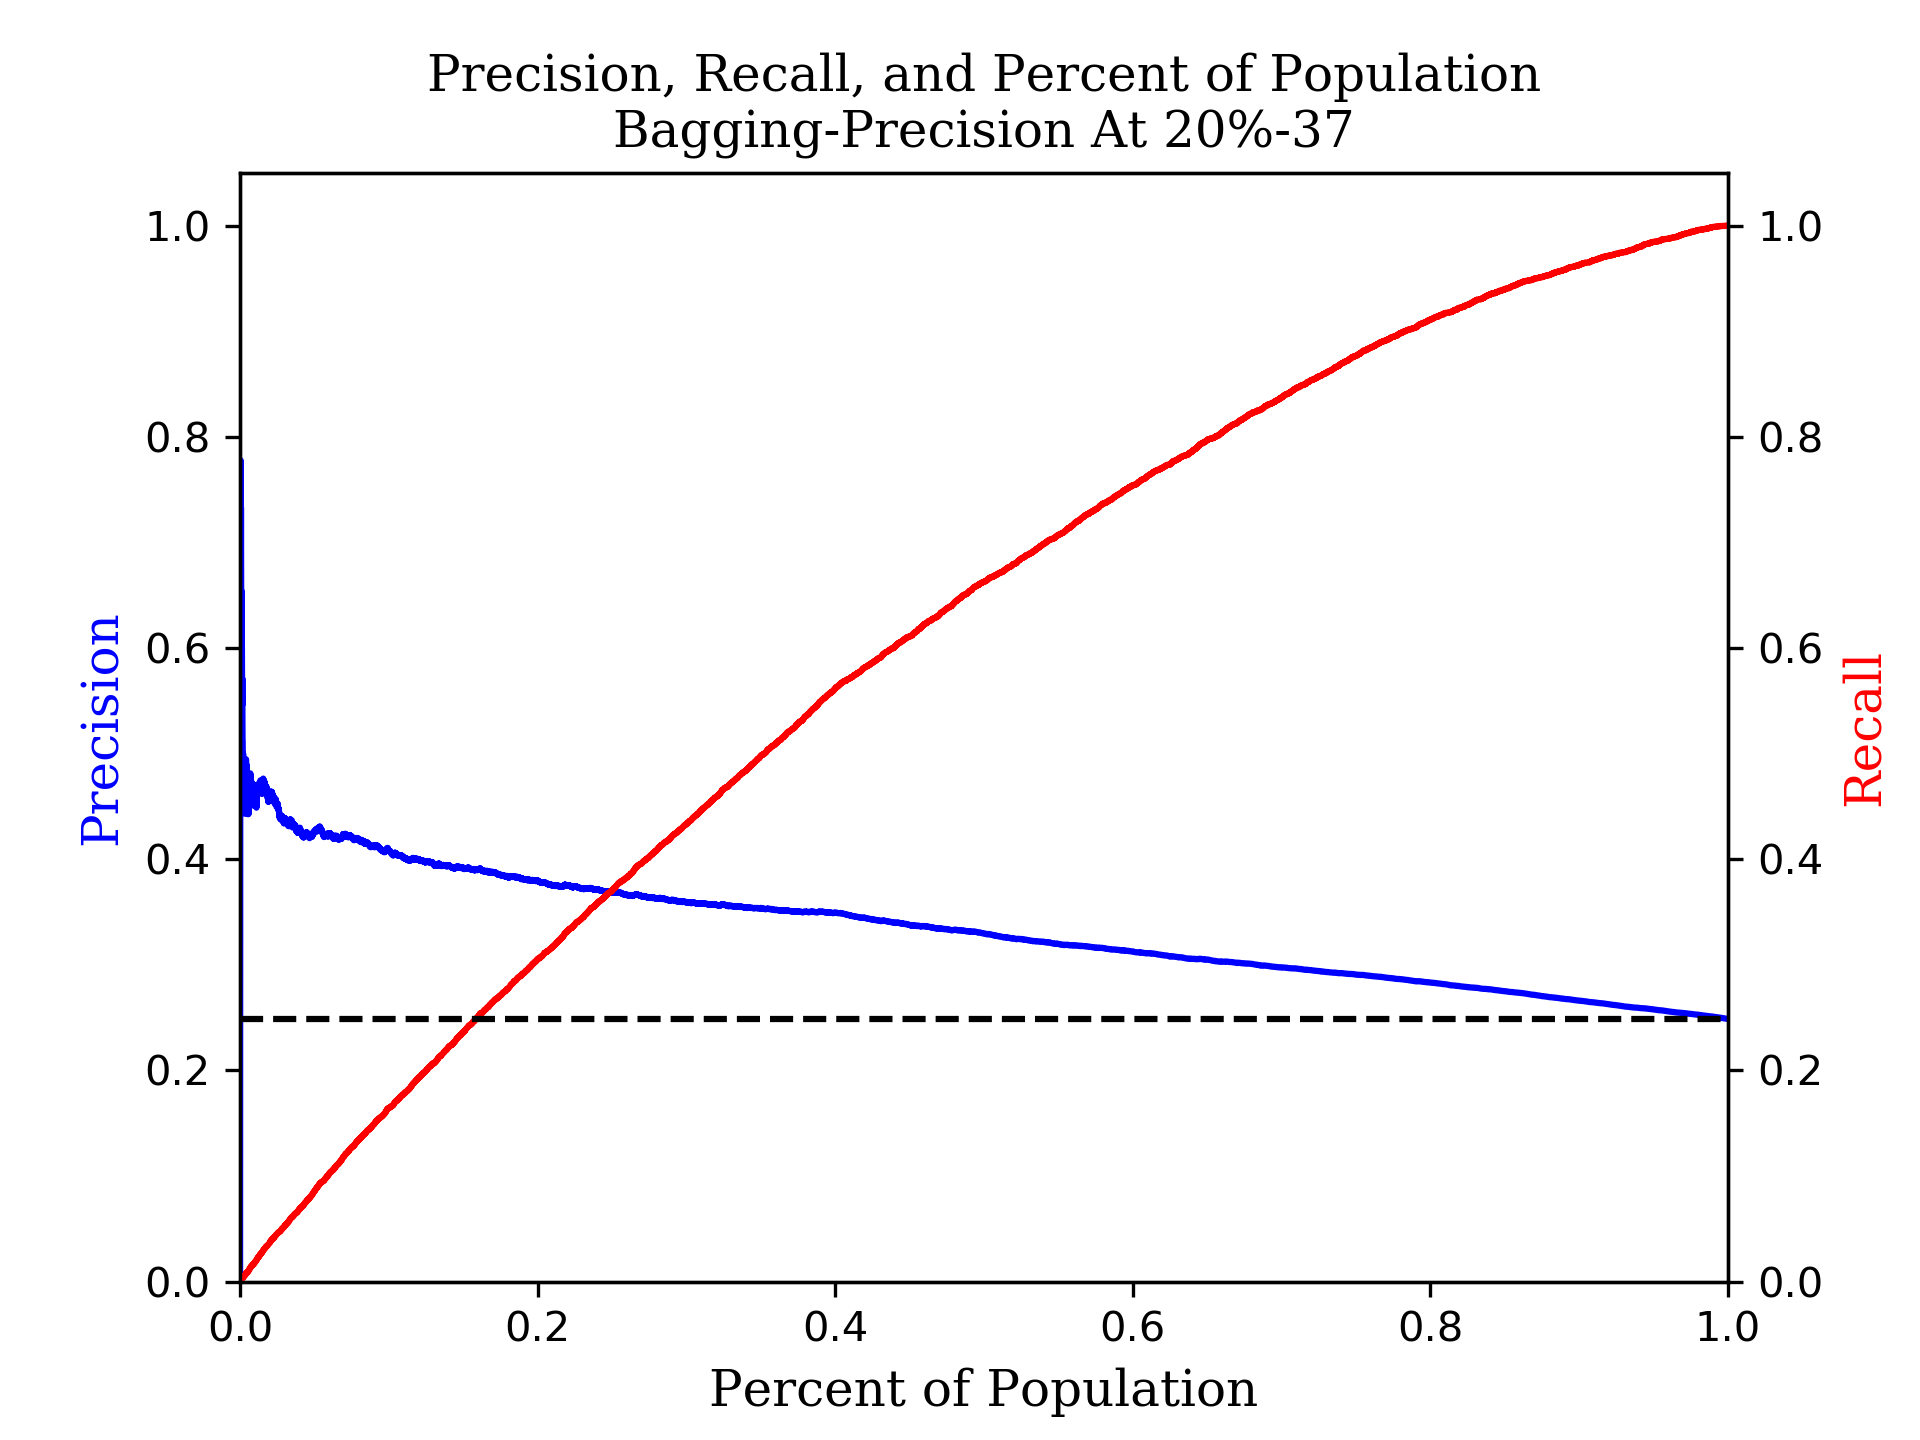 Precision, Recall, and Percent of Population
Bagging-Precision At 20%-37
1.0
0.8
0.6
0.4
0.2
0.0
Precision
1.0
0.8
0.6
0.4
0.2
0.0
Recall
0.0 0.2 0.4 0.6 0.8 1.0
Percent of Population